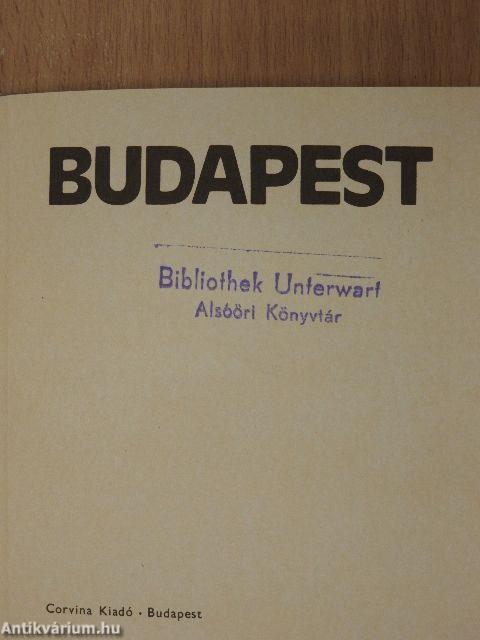 BUDAPEST
Bibliothek Unterwart
Alsóőri Könyvtár
Corvina Kiadó · Budapest
Antikvárium.hu